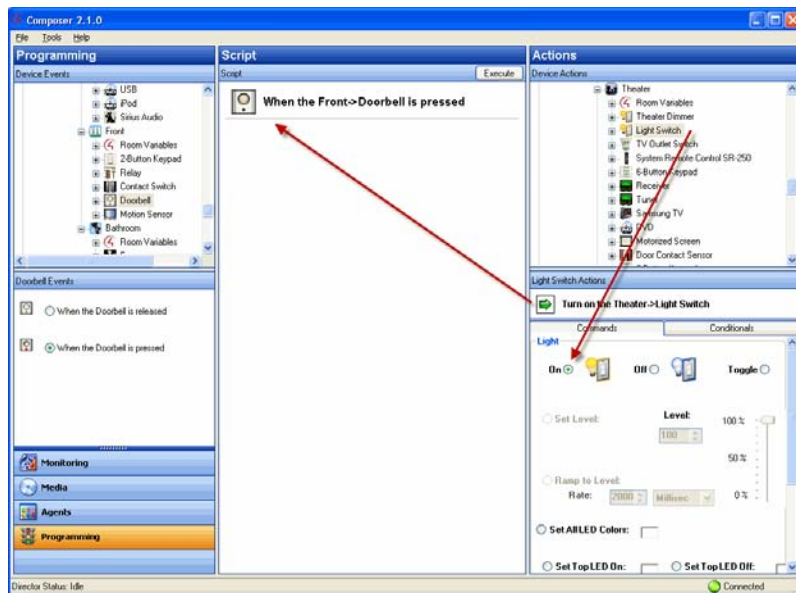 Composer 2.1.0
File Tools Help
Programming
Device Events
USB
iPod
Sirius Audio
Front
Room Variables
2-Button Keypad
Relay
Contact Switch
Doorbell
Motion Sensor
Bathroom
Room Variables
Doorbell Events
When the Doorbell is released
When the Doorbell is pressed
Monitoring
Media
Agents
Programming
Director Status: Idle
Script
Script Execute
When the Front->Doorbell is pressed
Actions
Device Actions
Theater
Room Variables
Theater Dimmer
Light Switch
TV Outlet Switch
System Remote Control SR-250
6-Button Keypad
Receiver
Tuner
Samsung TV
DVD
Motorized Screen
Door Contact Sensor
Light Switch Actions
Turn on the Theater->Light Switch
Commands Conditionals
Light
On Off Toggle
Set Level: Level: 100 %
100
50 %
Ramp to Level:
Rate: 2000 Millisec 0 %
Set All LED Colors:
Set Top LED On: Set Top LED Off:
Connected